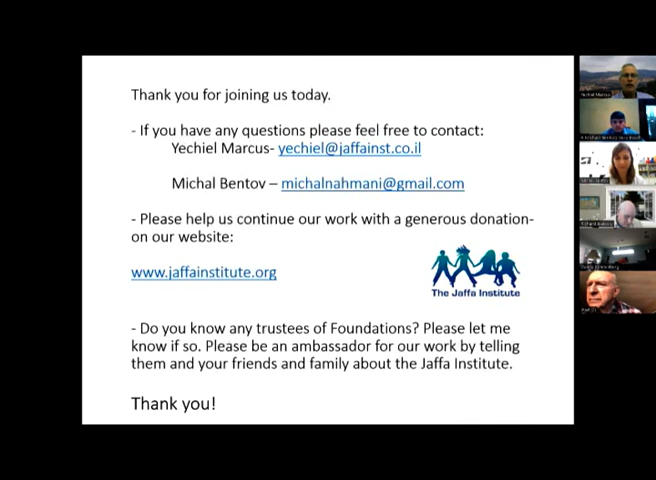 Thank you for joining us today.
- If you have any questions please feel free to contact:
Yechiel Marcus- yechiel@jaffainst.co.il
Michal Bentov – michalnahmani@gmail.com
- Please help us continue our work with a generous donation-
on our website:
www.jaffainstitute.org
The Jaffa Institute
- Do you know any trustees of Foundations? Please let me
know if so. Please be an ambassador for our work by telling
them and your friends and family about the Jaffa Institute.
Thank you!
Yechiel Marcus